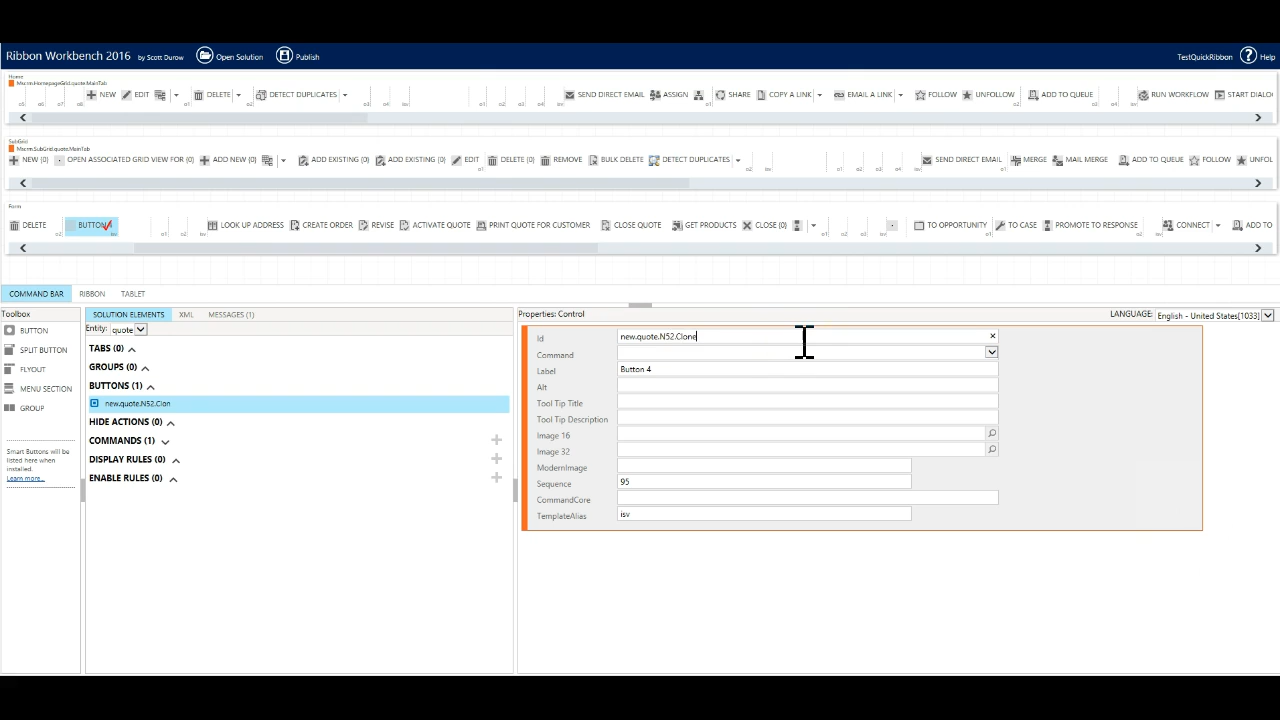 Ribbon Workbench 2016 by Scott Durow Open Solution Publish TestQuickRibbon Help
Home
Mscrm.HomepageGrid.quote.MainTab
NEW EDIT DELETE DETECT DUPLICATES SEND DIRECT EMAIL ASSIGN SHARE COPY A LINK EMAIL A LINK FOLLOW UNFOLLOW ADD TO QUEUE RUN WORKFLOW START DIALO
SubGrid
Mscrm.SubGrid.quote.MainTab
NEW {0} OPEN ASSOCIATED GRID VIEW FOR {0} ADD NEW {0} ADD EXISTING {0} ADD EXISTING {0} EDIT DELETE {0} REMOVE BULK DELETE DETECT DUPLICATES SEND DIRECT EMAIL MERGE MAIL MERGE ADD TO QUEUE FOLLOW UNFOL
Form
DELETE BUTTON LOOK UP ADDRESS CREATE ORDER REVISE ACTIVATE QUOTE PRINT QUOTE FOR CUSTOMER CLOSE QUOTE GET PRODUCTS CLOSE {0} TO OPPORTUNITY TO CASE PROMOTE TO RESPONSE CONNECT ADD TO
COMMAND BAR RIBBON TABLET
Toolbox SOLUTION ELEMENTS XML MESSAGES (1) Properties: Control LANGUAGE: English - United States[1033]
BUTTON
SPLIT BUTTON
FLYOUT
MENU SECTION
GROUP
Smart Buttons will be
listed here when
installed.
Learn more...
Entity: quote
TABS (0)
GROUPS (0)
BUTTONS (1)
new.quote.N52.Clon
HIDE ACTIONS (0)
COMMANDS (1)
DISPLAY RULES (0)
ENABLE RULES (0)
Id new.quote.N52.Clone
Command
Label Button 4
Alt
Tool Tip Title
Tool Tip Description
Image 16
Image 32
ModernImage
Sequence 95
CommandCore
TemplateAlias isv